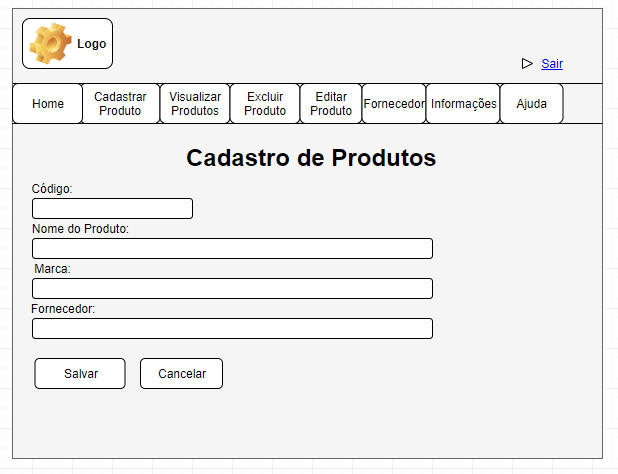 Logo
Sair
Home
Cadastrar
Produto
Visualizar
Produtos
Excluir
Produto
Editar
Produto
Fornecedor
Informações
Ajuda
Cadastro de Produtos
Código:
Nome do Produto:
Marca:
Fornecedor:
Salvar
Cancelar